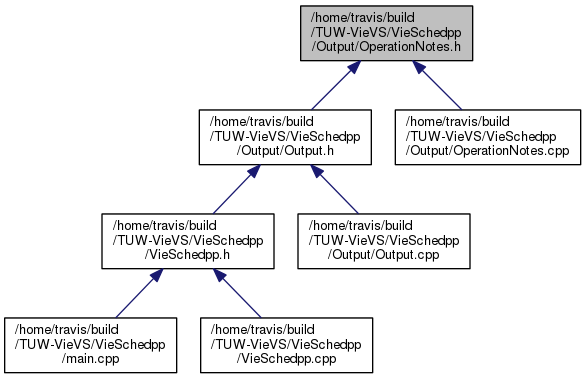 /home/travis/build
/TUW-VieVS/VieSchedpp
/Output/OperationNotes.h
/home/travis/build
/TUW-VieVS/VieSchedpp
/Output/Output.h
/home/travis/build
/TUW-VieVS/VieSchedpp
/Output/OperationNotes.cpp
/home/travis/build
/TUW-VieVS/VieSchedpp
/VieSchedpp.h
/home/travis/build
/TUW-VieVS/VieSchedpp
/Output/Output.cpp
/home/travis/build
/TUW-VieVS/VieSchedpp
/main.cpp
/home/travis/build
/TUW-VieVS/VieSchedpp
/VieSchedpp.cpp